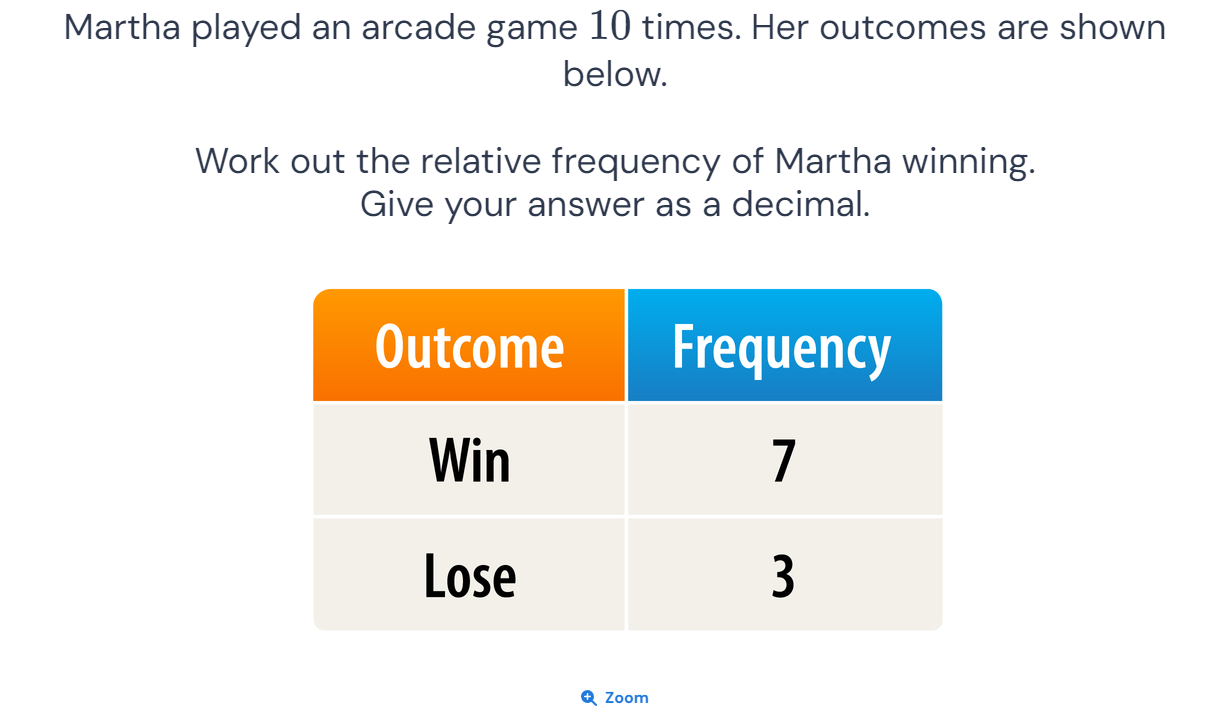 Martha played an arcade game 10 times. Her outcomes are shown
below.
Work out the relative frequency of Martha winning.
Give your answer as a decimal.
Outcome Frequency
Win 7
Lose 3
Zoom